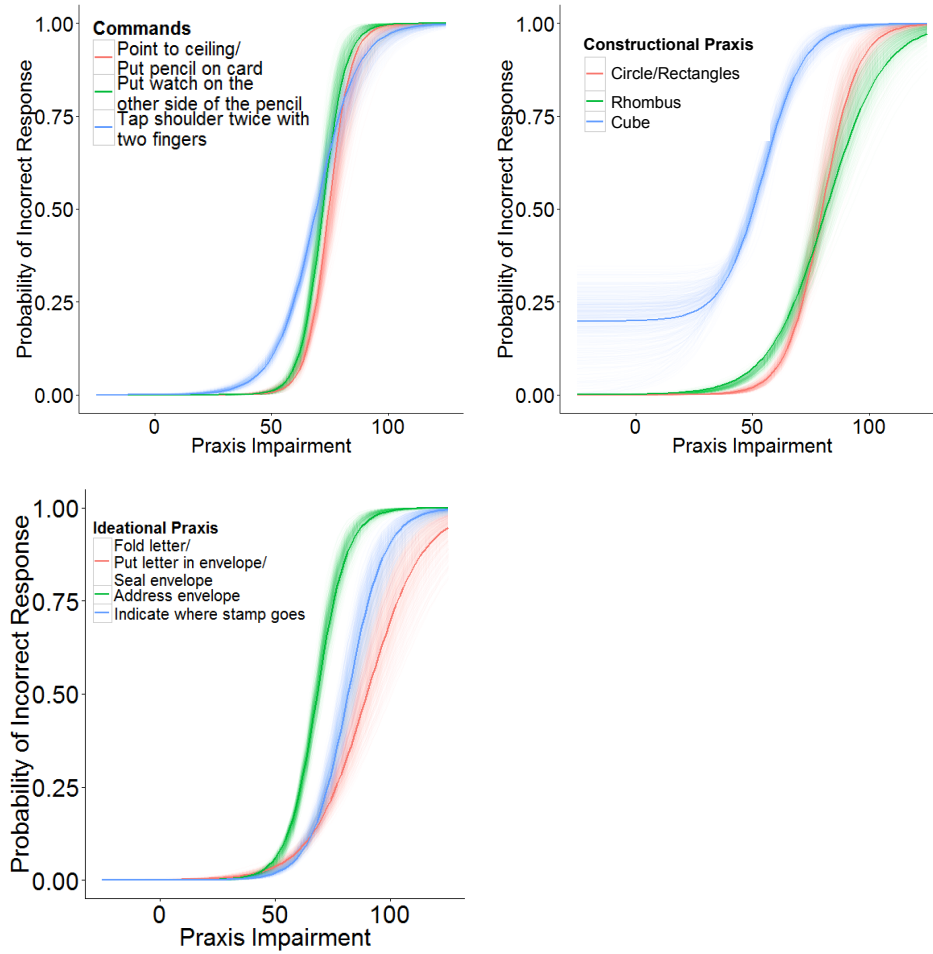 Commands
Point to ceiling/
Put pencil on card
Put watch on the
other side of the pencil
Tap shoulder twice with
two fingers
1.00
0.75
0.50
0.25
0.00
Probability of Incorrect Response
0 50 100
Praxis Impairment
Constructional Praxis
Circle/Rectangles
Rhombus
Cube
1.00
0.75
0.50
0.25
0.00
Probability of Incorrect Response
0 50 100
Praxis Impairment
Ideational Praxis
Fold letter/
Put letter in envelope/
Seal envelope
Address envelope
Indicate where stamp goes
1.00
0.75
0.50
0.25
0.00
Probability of Incorrect Response
0 50 100
Praxis Impairment